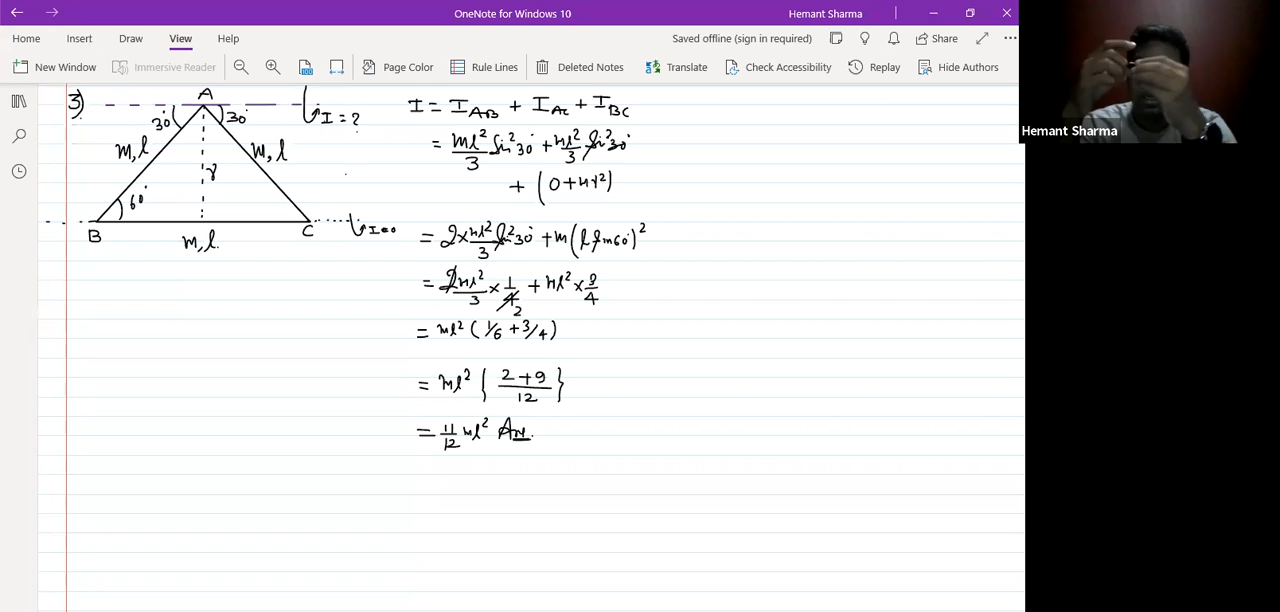 OneNote for Windows 10
Hemant Sharma
Home Insert Draw View Help
Saved offline (sign in required) Share
New Window Immersive Reader Page Color Rule Lines Deleted Notes Translate Check Accessibility Replay Hide Authors
3)
A
30° 30°
I = ?
m, l m, l
r
60°
B C
I=0
m, l
I = I_AB + I_AC + I_BC
= ml²/3 Sin²30 + ml²/3 Sin²30
+ (0 + mr²)
= 2 × ml²/3 Sin²30 + m(l Sin60)²
= 2ml²/3 × 1/4 2 + ml² × 3/4
= ml² (1/6 + 3/4)
= ml² { 2+9/12 }
= 11/12 ml² Ans.
Hemant Sharma